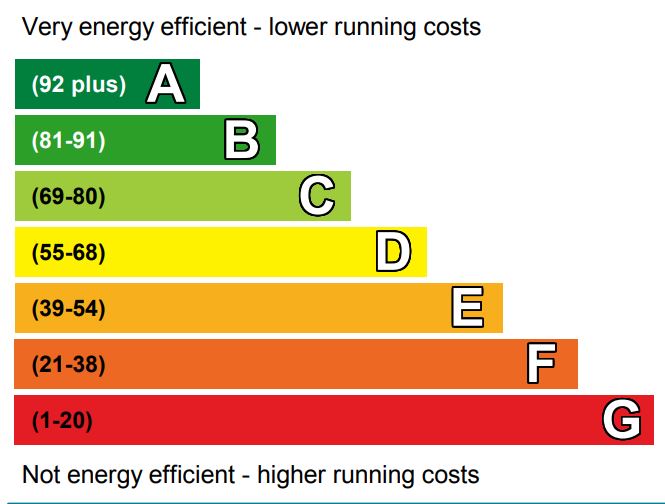 Very energy efficient - lower running costs
(92 plus) A
(81-91) B
(69-80) C
(55-68) D
(39-54) E
(21-38) F
(1-20) G
Not energy efficient - higher running costs